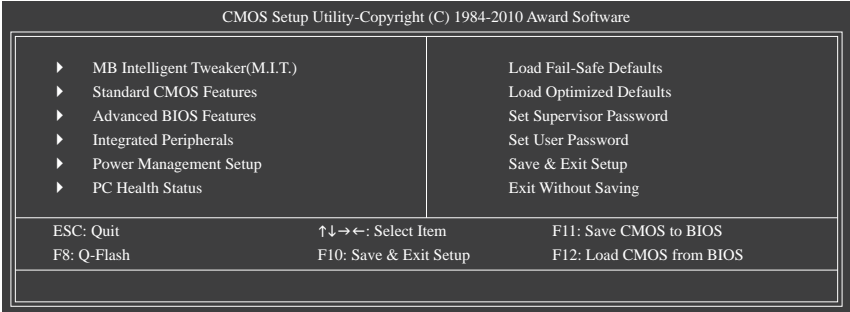 CMOS Setup Utility-Copyright (C) 1984-2010 Award Software
MB Intelligent Tweaker(M.I.T.)
Standard CMOS Features
Advanced BIOS Features
Integrated Peripherals
Power Management Setup
PC Health Status
Load Fail-Safe Defaults
Load Optimized Defaults
Set Supervisor Password
Set User Password
Save & Exit Setup
Exit Without Saving
ESC: Quit ↑↓→←: Select Item F11: Save CMOS to BIOS
F8: Q-Flash F10: Save & Exit Setup F12: Load CMOS from BIOS